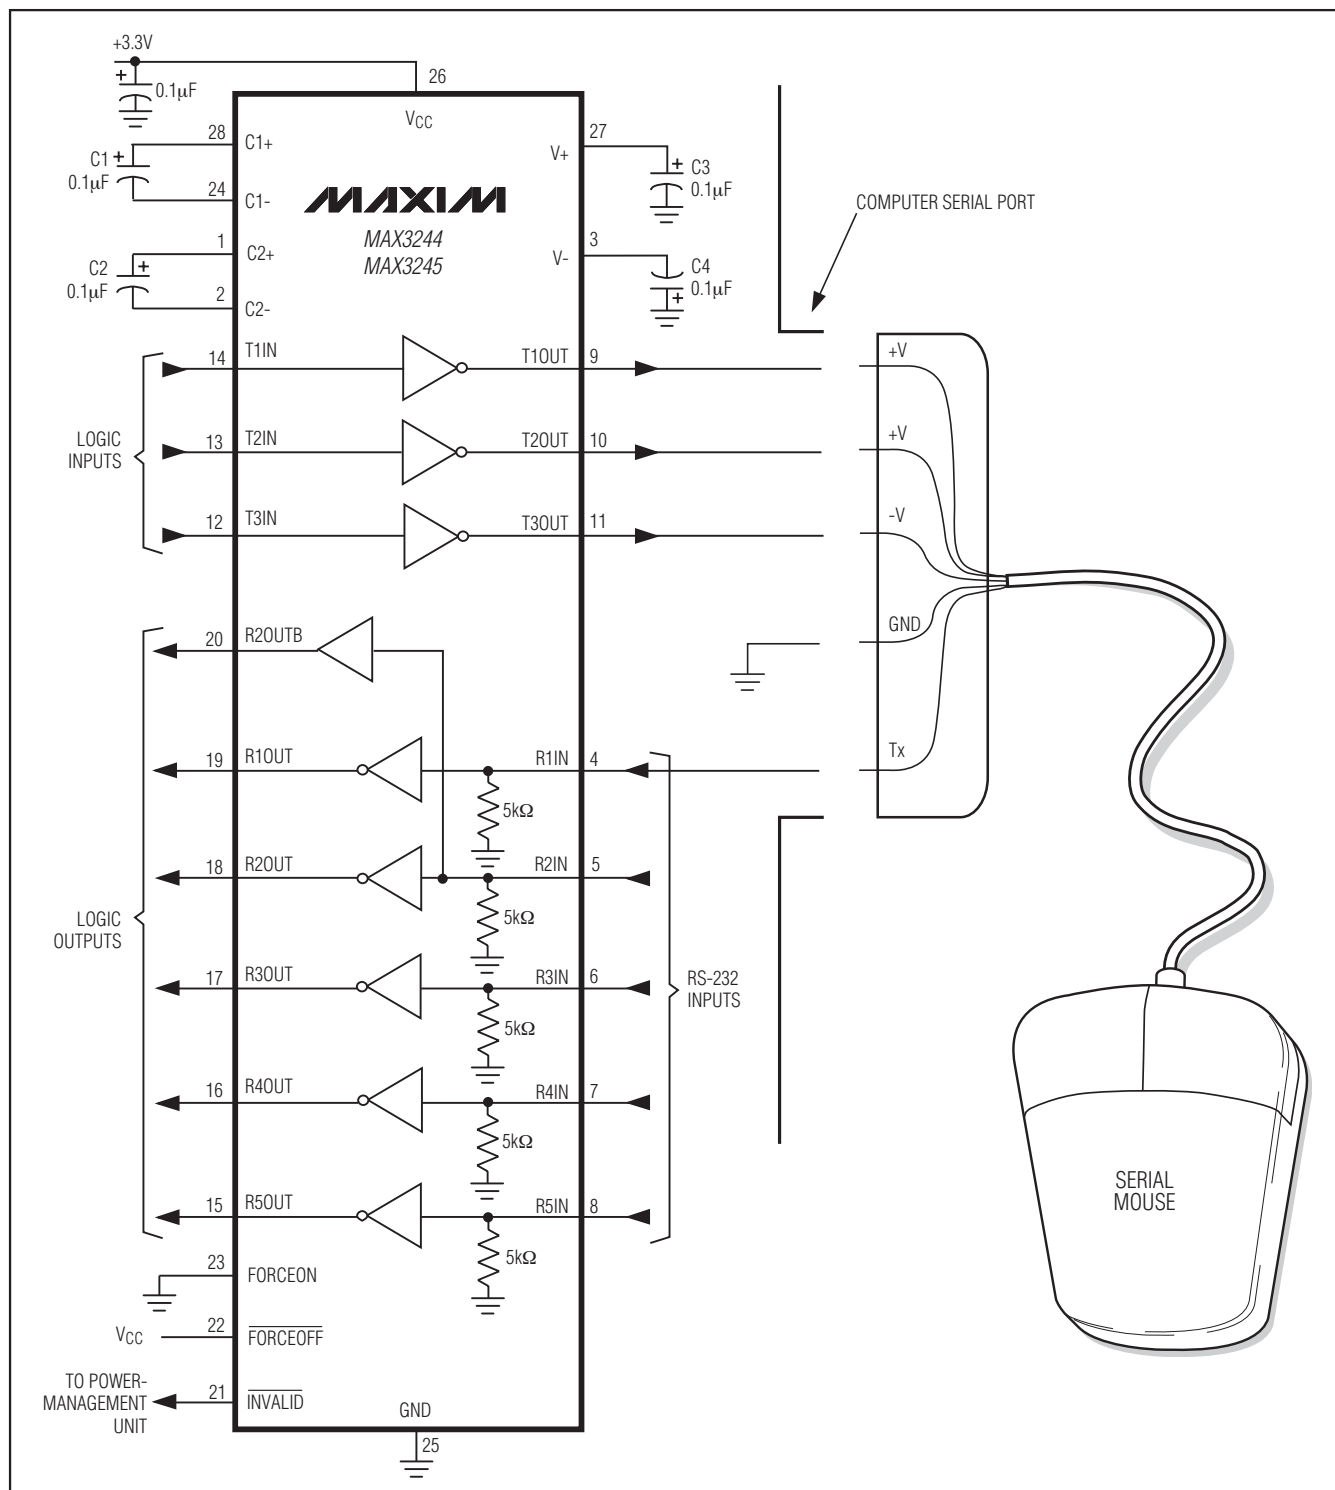 +3.3V
0.1µF
26
VCC
28
C1+
27
V+
C1
0.1µF
C3
0.1µF
24
C1-
MAXIM
MAX3244
MAX3245
COMPUTER SERIAL PORT
1
C2+
3
V-
C2
0.1µF
C4
0.1µF
2
C2-
14
T1IN
T1OUT
9
+V
LOGIC
INPUTS
13
T2IN
T2OUT
10
+V
12
T3IN
T3OUT
11
-V
20
R2OUTB
GND
19
R1OUT
R1IN
4
Tx
5kΩ
18
R2OUT
R2IN
5
5kΩ
LOGIC
OUTPUTS
17
R3OUT
R3IN
6
RS-232
INPUTS
5kΩ
16
R4OUT
R4IN
7
5kΩ
15
R5OUT
R5IN
8
5kΩ
SERIAL
MOUSE
23
FORCEON
VCC
22
FORCEOFF
TO POWER-
MANAGEMENT
UNIT
21
INVALID
GND
25